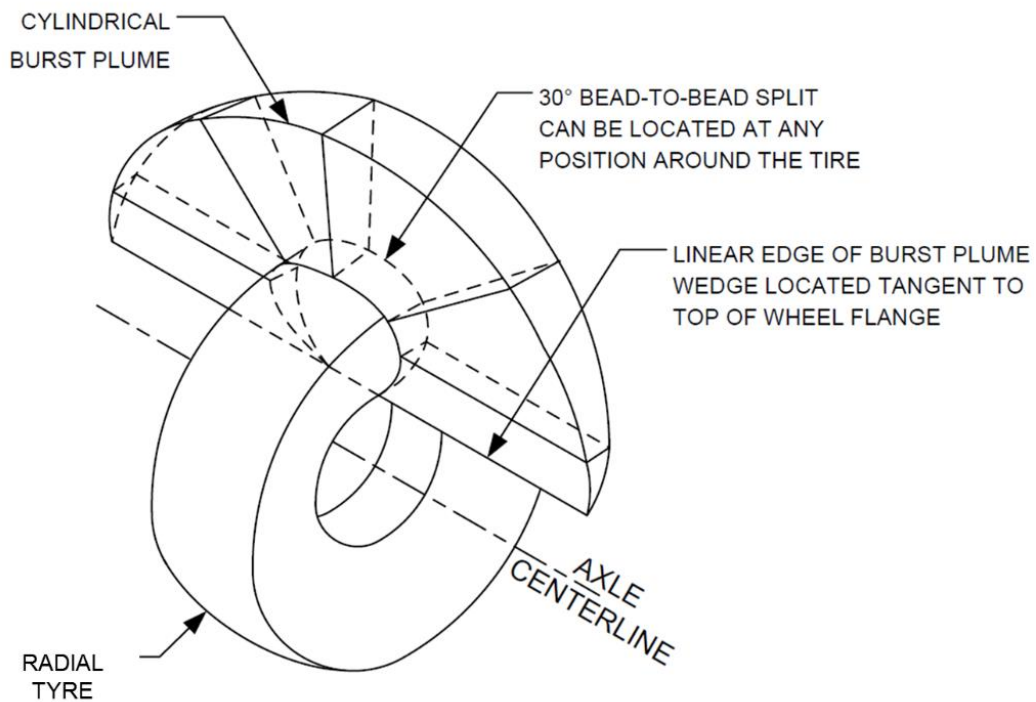 CYLINDRICAL
BURST PLUME
30° BEAD-TO-BEAD SPLIT
CAN BE LOCATED AT ANY
POSITION AROUND THE TIRE
LINEAR EDGE OF BURST PLUME
WEDGE LOCATED TANGENT TO
TOP OF WHEEL FLANGE
AXLE
CENTERLINE
RADIAL
TYRE